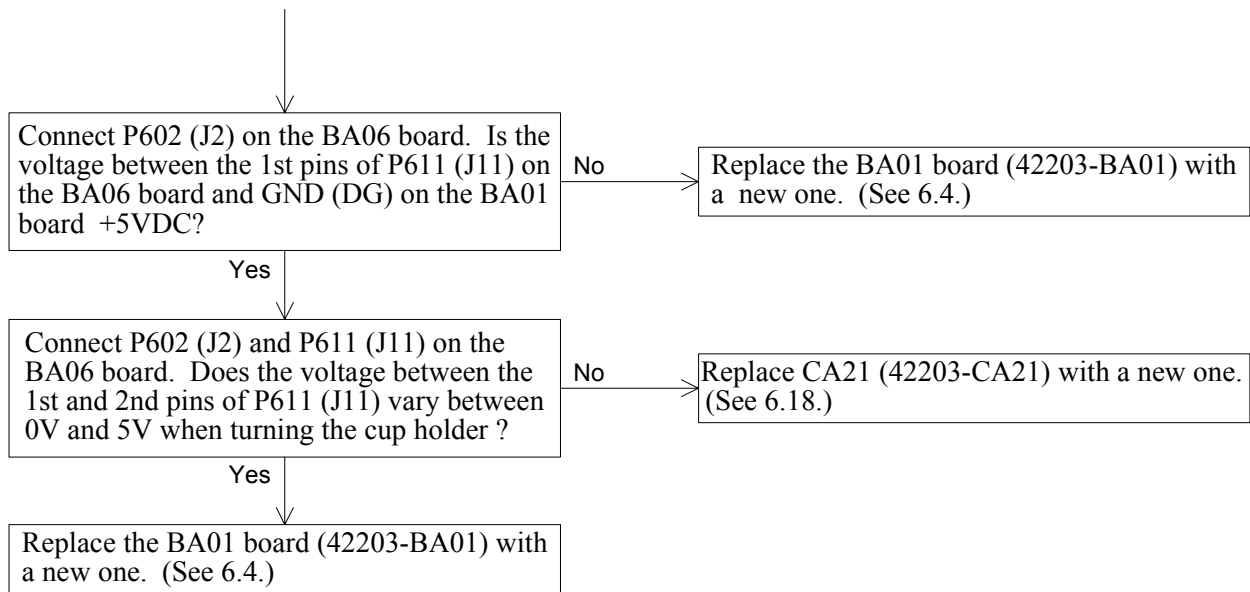 Connect P602 (J2) on the BA06 board.  Is the
voltage between the 1st pins of P611 (J11) on
the BA06 board and GND (DG) on the BA01
board  +5VDC?
No
Replace the BA01 board (42203-BA01) with
a  new one.  (See 6.4.)
Yes
Connect P602 (J2) and P611 (J11) on the
BA06 board.  Does the voltage between the
1st and 2nd pins of P611 (J11) vary between
0V and 5V when turning the cup holder ?
No
Replace CA21 (42203-CA21) with a new one.
(See 6.18.)
Yes
Replace the BA01 board (42203-BA01) with
a new one.  (See 6.4.)